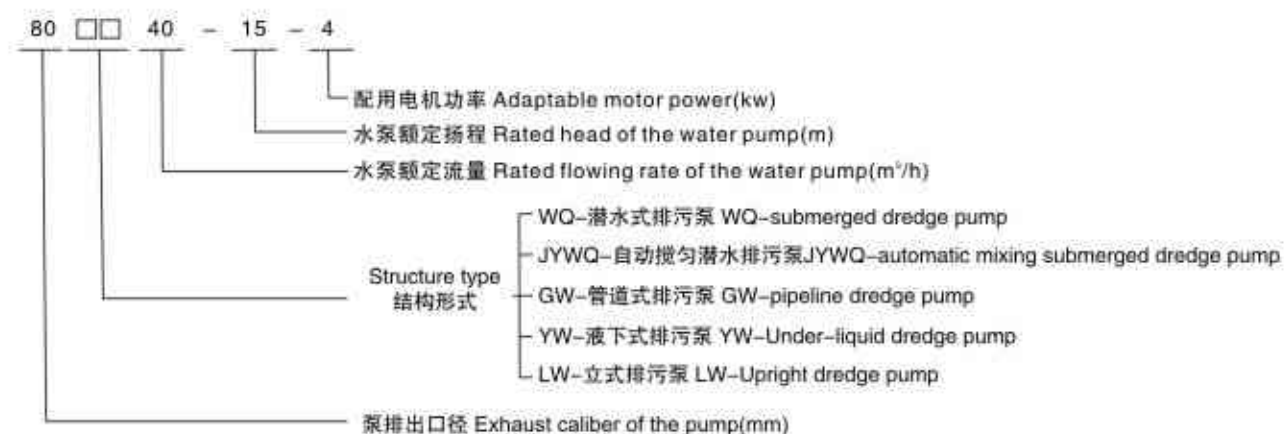 80 □□ 40 - 15 - 4
配用电机功率 Adaptable motor power(kw)
水泵额定扬程 Rated head of the water pump(m)
水泵额定流量 Rated flowing rate of the water pump(m³/h)
WQ-潜水式排污泵 WQ-submerged dredge pump
JYWQ-自动搅匀潜水排污泵JYWQ-automatic mixing submerged dredge pump
Structure type
结构形式
GW-管道式排污泵 GW-pipeline dredge pump
YW-液下式排污泵 YW-Under-liquid dredge pump
LW-立式排污泵 LW-Upright dredge pump
泵排出口径 Exhaust caliber of the pump(mm)